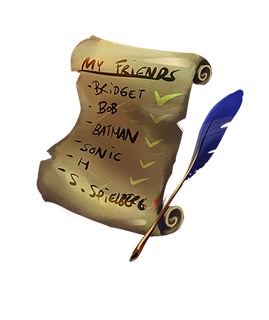 MY FRIENDS
- BRIDGET ✓
- BOB ✓
- BATMAN ✓
- SONIC ✓
- H ✓
- S. SPIELBERG X